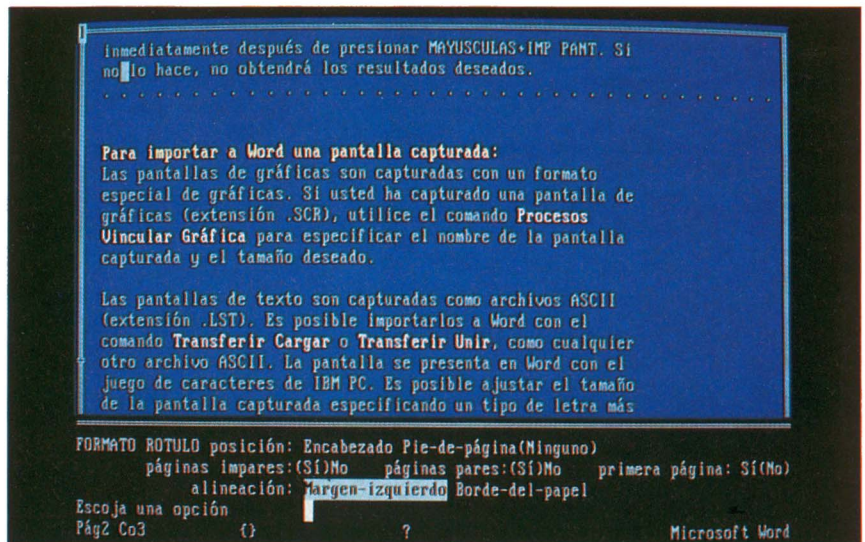 inmediatamente después de presionar MAYUSCULAS+IMP PANT. Si
no lo hace, no obtendrá los resultados deseados.
Para importar a Word una pantalla capturada:
Las pantallas de gráficas son capturadas con un formato
especial de gráficas. Si usted ha capturado una pantalla de
gráficas (extensión .SCR), utilice el comando Procesos
Vincular Gráfica para especificar el nombre de la pantalla
capturada y el tamaño deseado.
Las pantallas de texto son capturadas como archivos ASCII
(extensión .LST). Es posible importarlos a Word con el
comando Transferir Cargar o Transferir Unir, como cualquier
otro archivo ASCII. La pantalla se presenta en Word con el
juego de caracteres de IBM PC. Es posible ajustar el tamaño
de la pantalla capturada especificando un tipo de letra más
FORMATO ROTULO posición: Encabezado Pie-de-página(Ninguno)
páginas impares:(Sí)No páginas pares:(Sí)No primera página: Sí(No)
alineación: Margen-izquierdo Borde-del-papel
Escoja una opción
Pág2 Co3 {} ? Microsoft Word